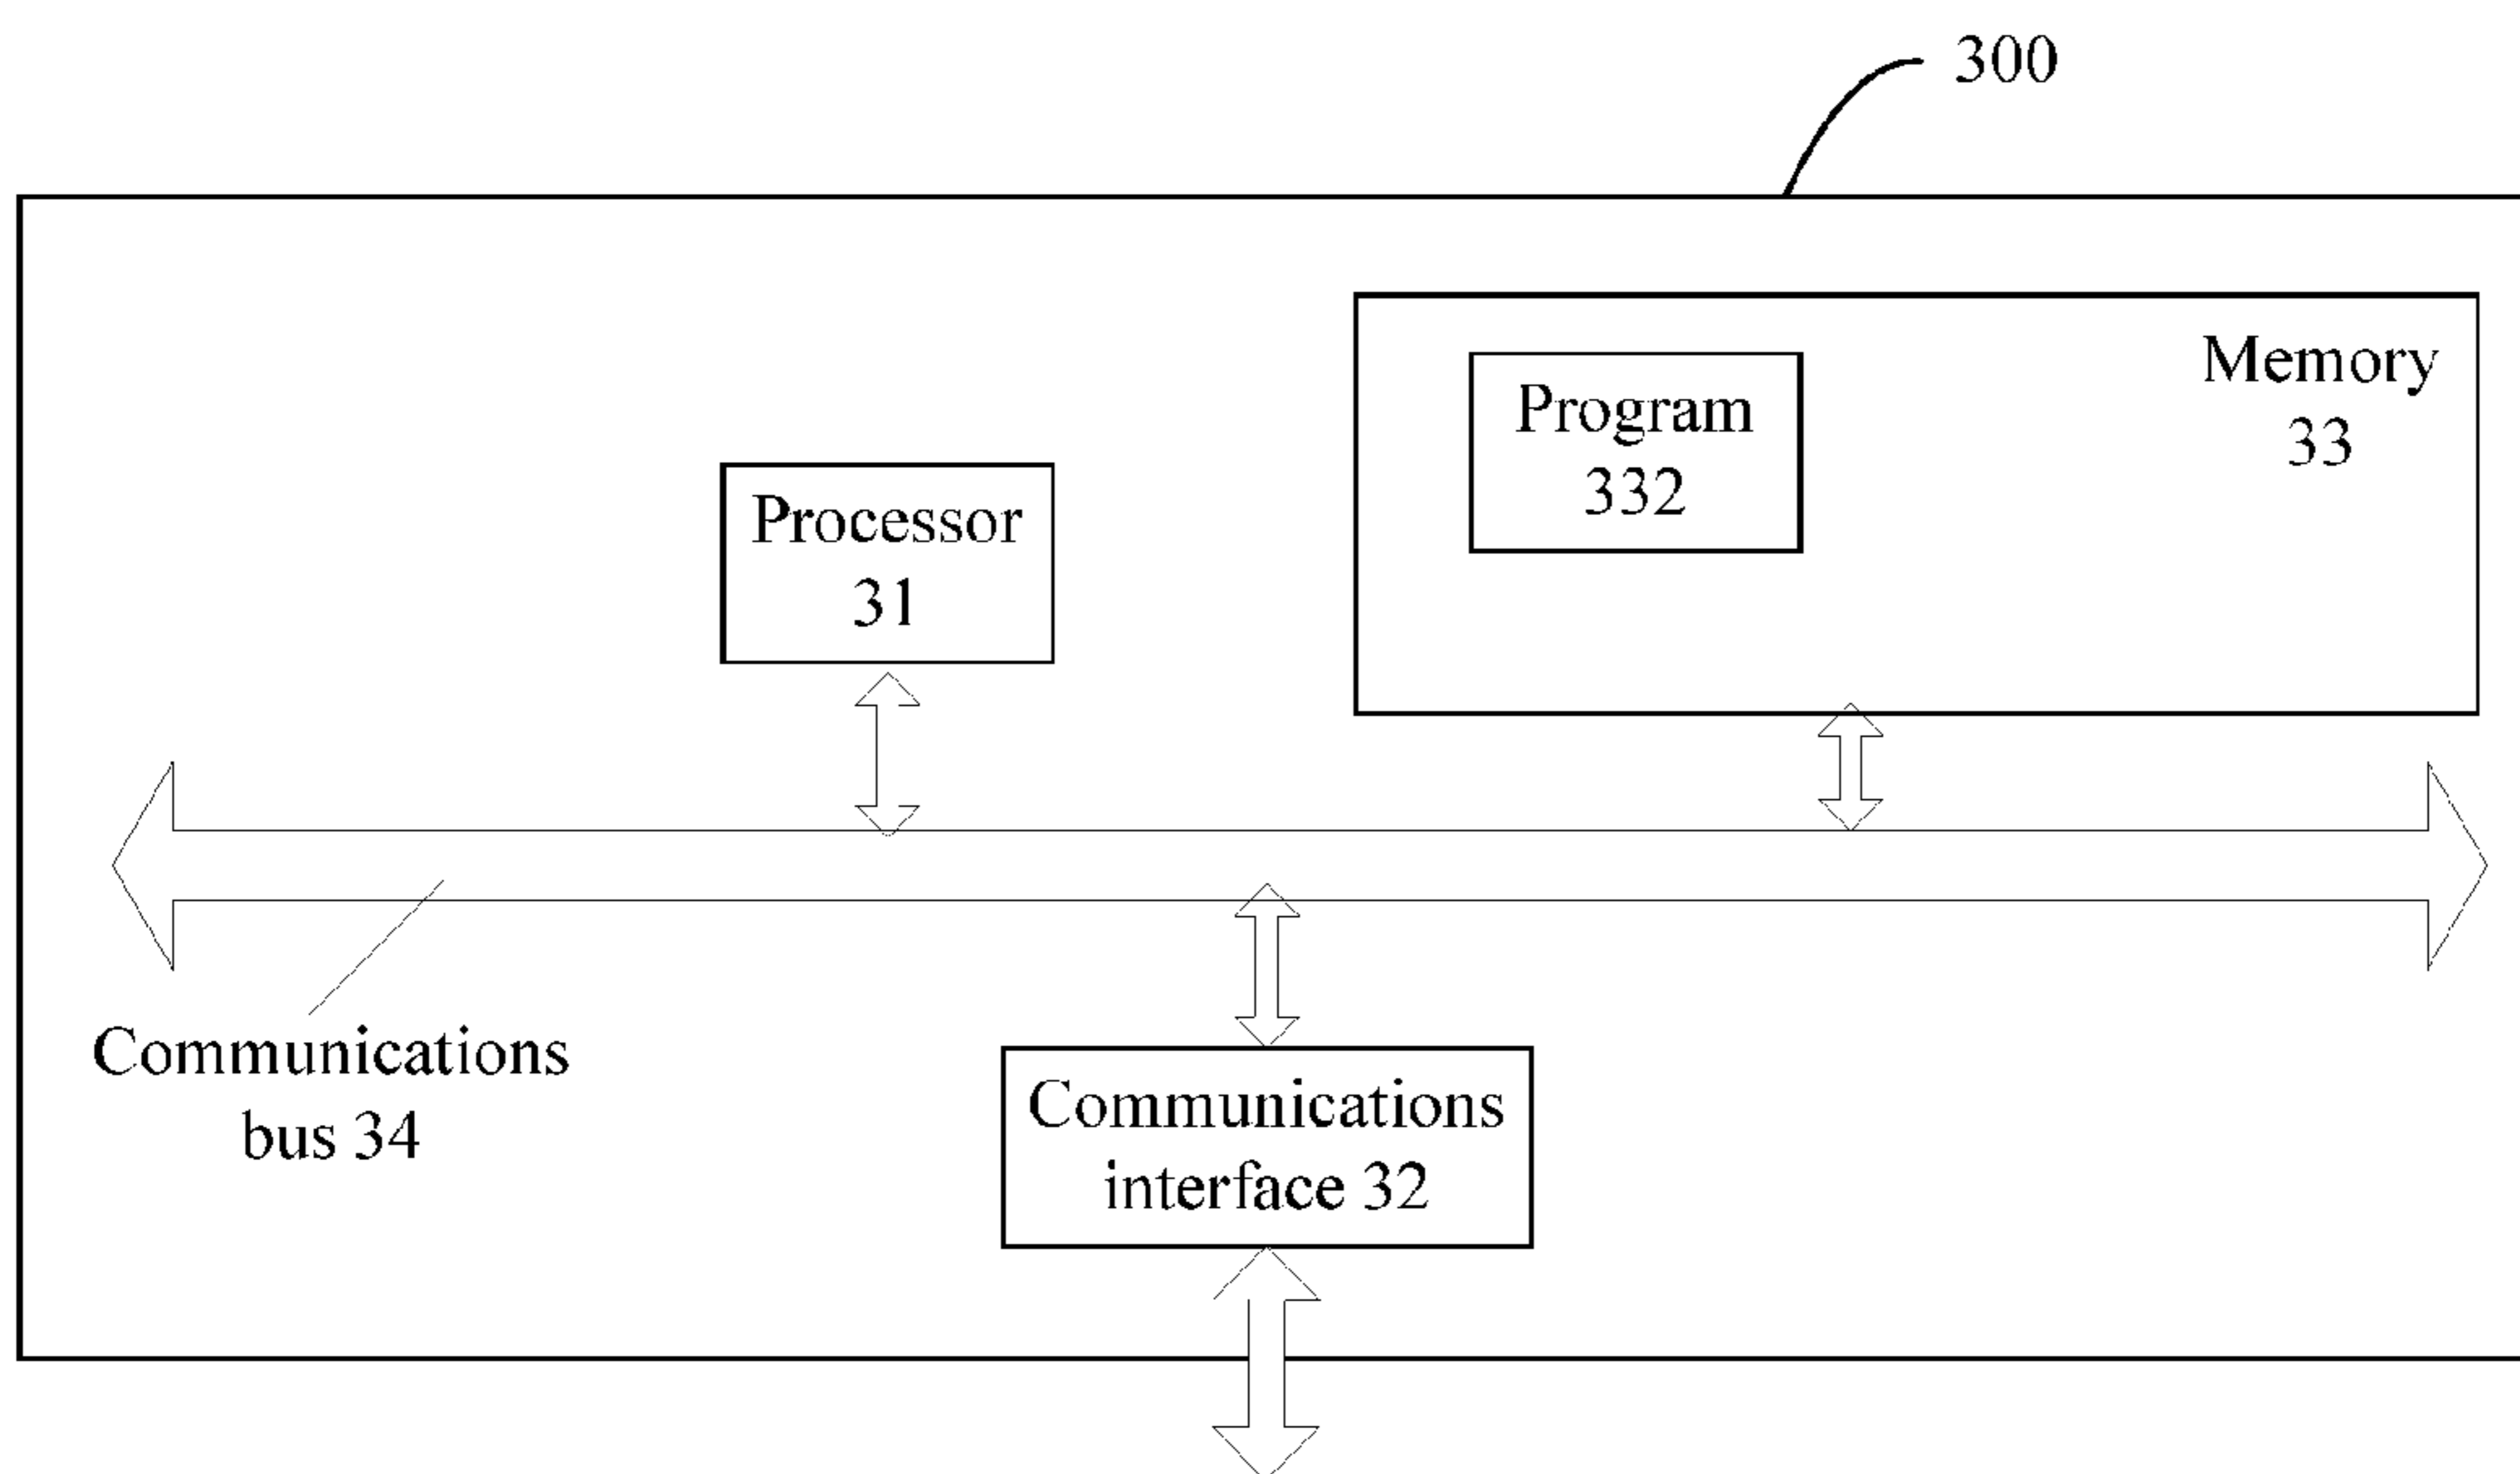 300
Memory
33
Program
332
Processor
31
Communications
bus 34
Communications
interface 32